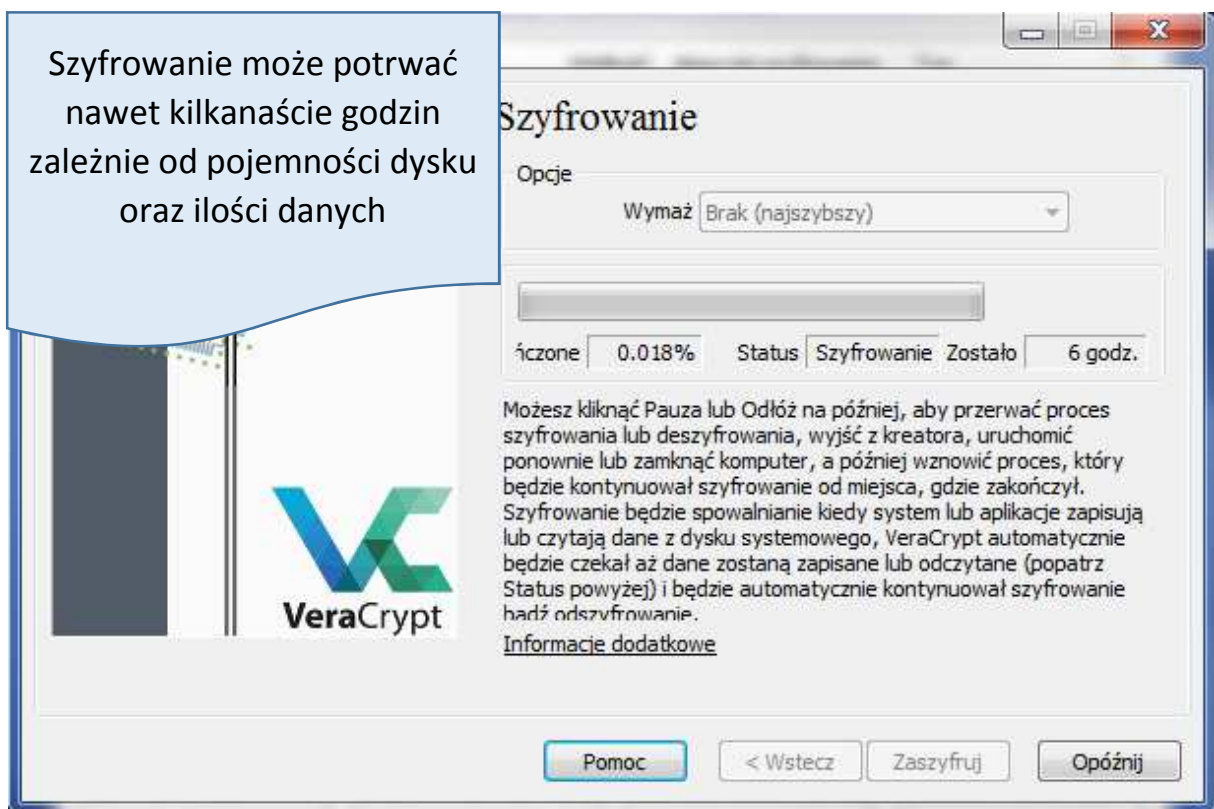 Szyfrowanie może potrwać
nawet kilkanaście godzin
zależnie od pojemności dysku
oraz ilości danych
Szyfrowanie
Opcje
Wymaż Brak (najszybszy)
0.018% Status Szyfrowanie Zostało 6 godz.
Możesz kliknąć Pauza lub Odłóż na później, aby przerwać proces
szyfrowania lub deszyfrowania, wyjść z kreatora, uruchomić
ponownie lub zamknąć komputer, a później wznowić proces, który
będzie kontynuował szyfrowanie od miejsca, gdzie zakończył.
Szyfrowanie będzie spowalnianie kiedy system lub aplikacje zapisują
lub czytają dane z dysku systemowego, VeraCrypt automatycznie
będzie czekał aż dane zostaną zapisane lub odczytane (popatrz
Status powyżej) i będzie automatycznie kontynuował szyfrowanie
bądź odszyfrowanie.
Informacje dodatkowe
VeraCrypt
Pomoc < Wstecz Zaszyfruj Opóźnij